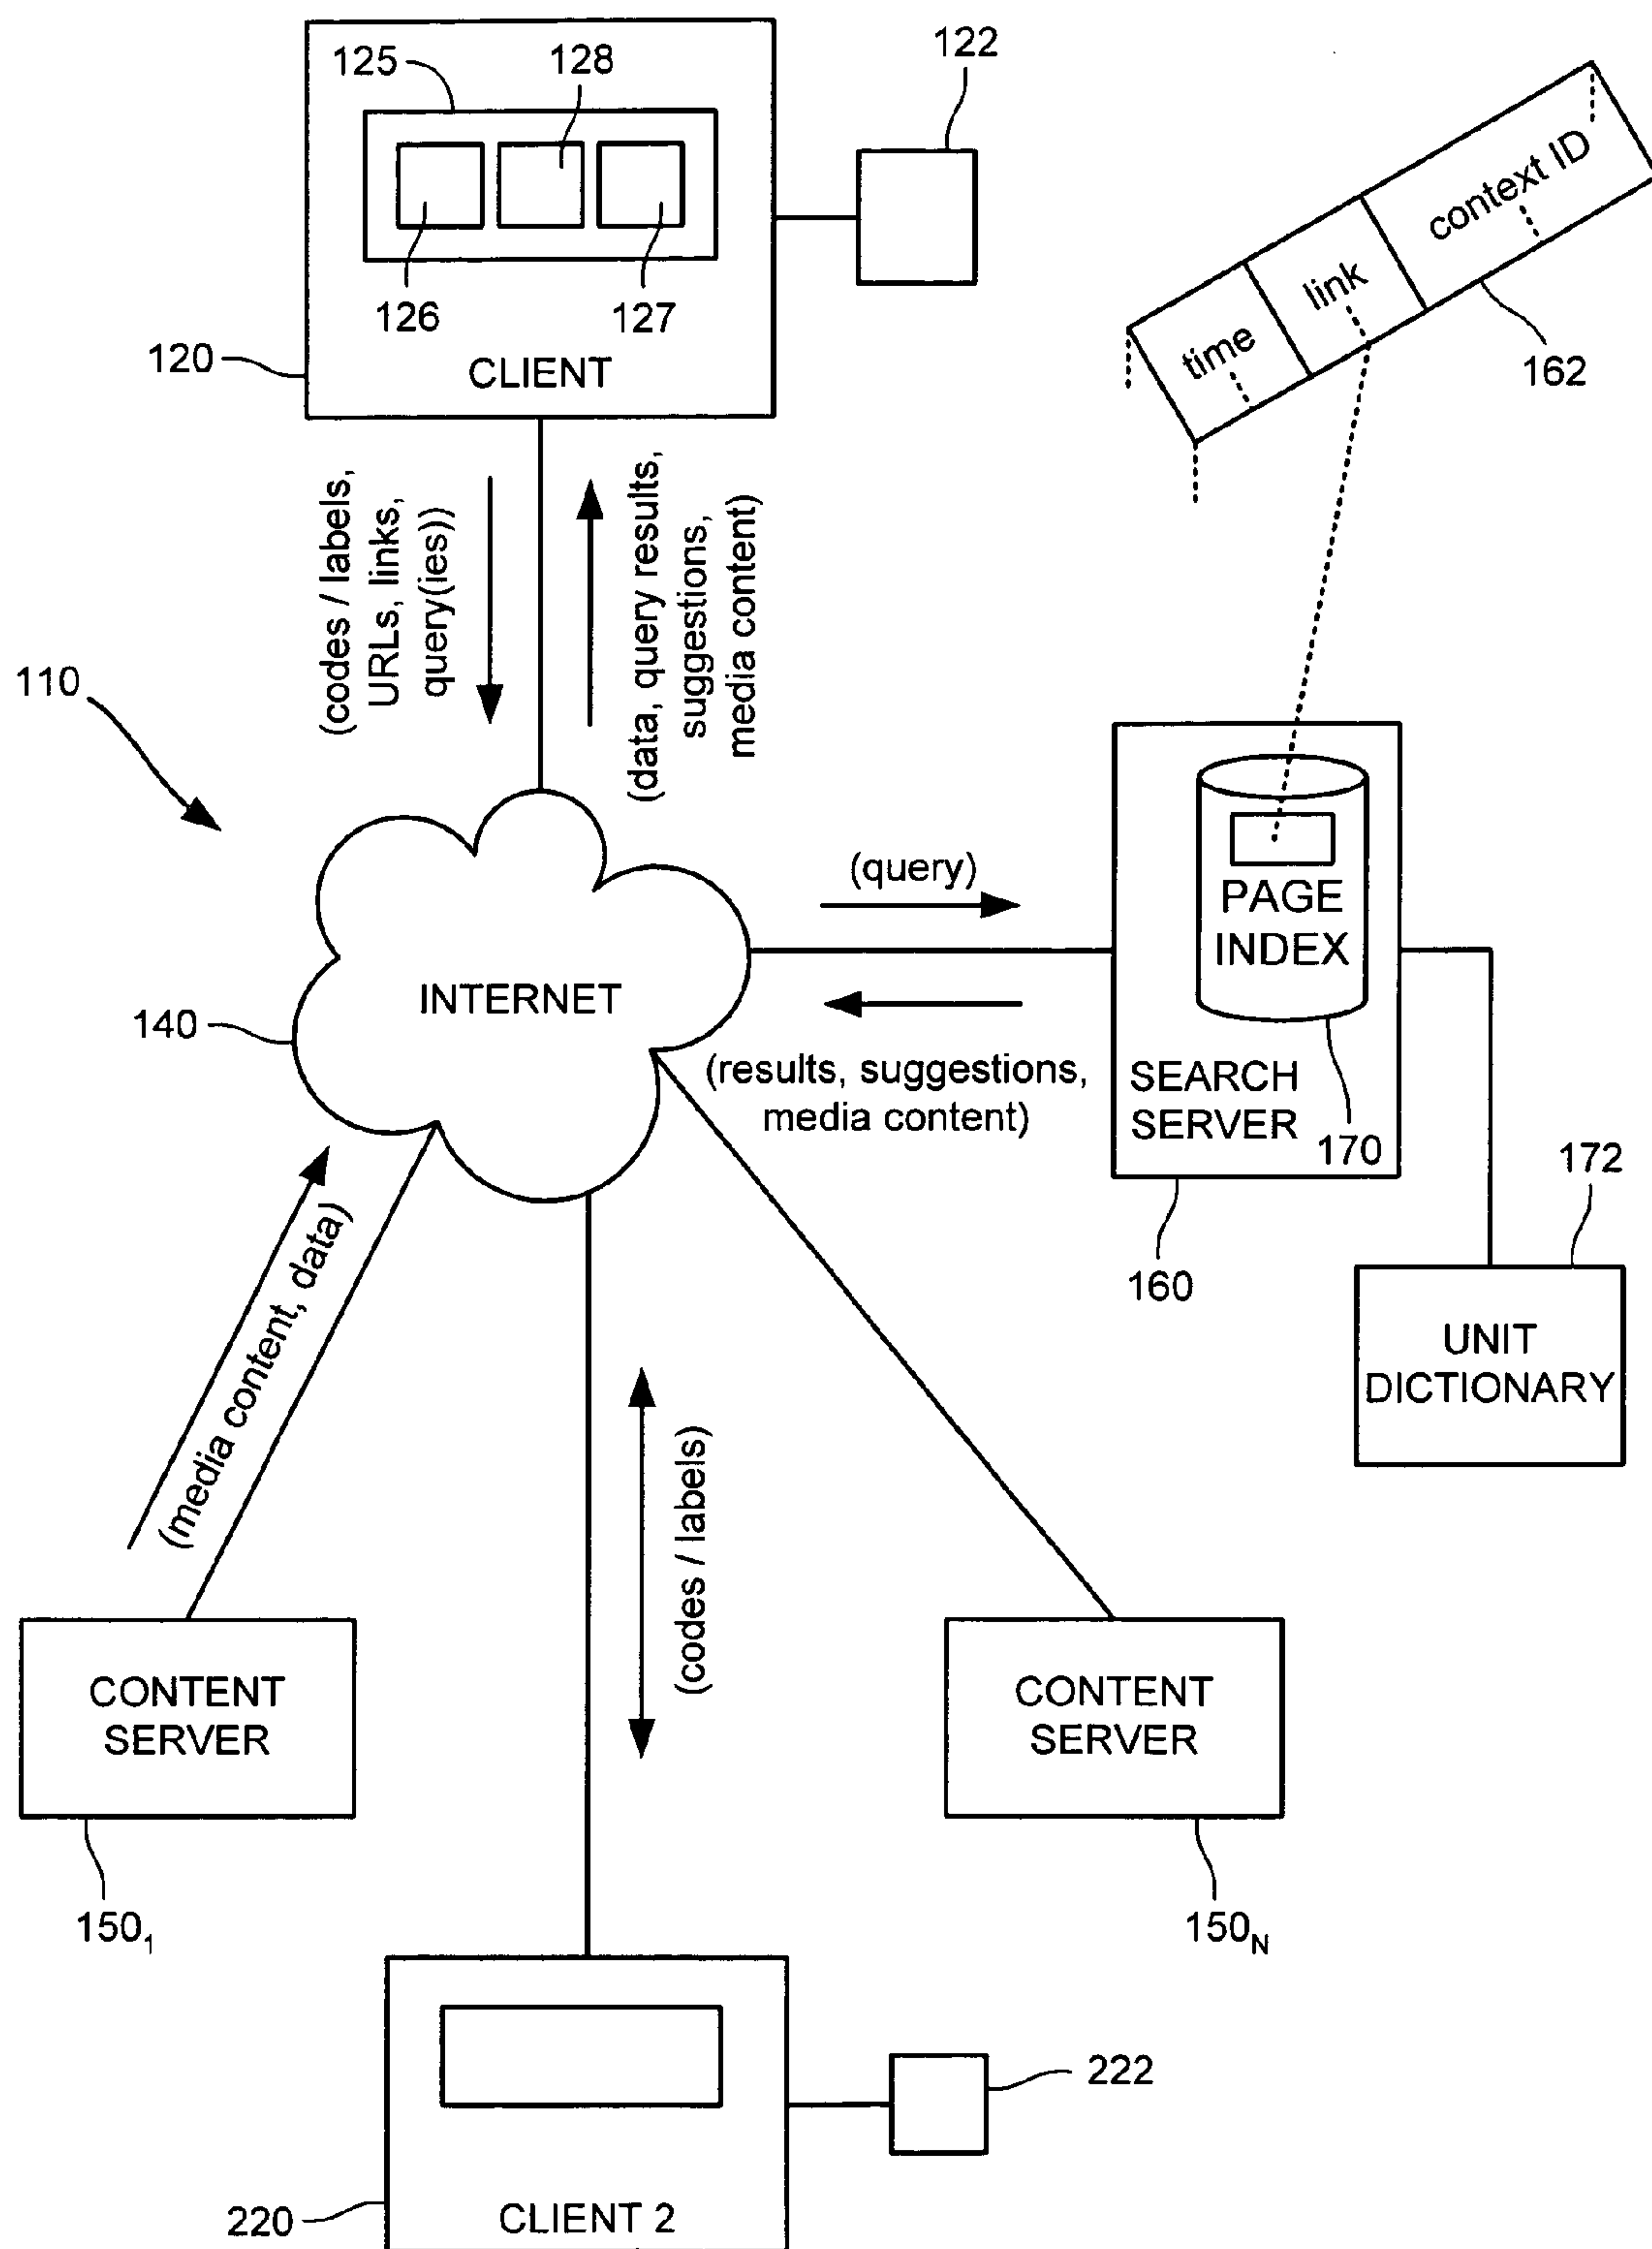 125
128
122
126
127
120
CLIENT
time
link
context ID
162
(codes / labels,
URLs, links,
query(ies))
(data, query results,
suggestions,
media content)
110
(query)
PAGE
INDEX
INTERNET
140
(results, suggestions,
media content)
SEARCH
SERVER
170
172
160
UNIT
DICTIONARY
(media content, data)
(codes / labels)
CONTENT
SERVER
CONTENT
SERVER
150₁
150N
222
220
CLIENT 2